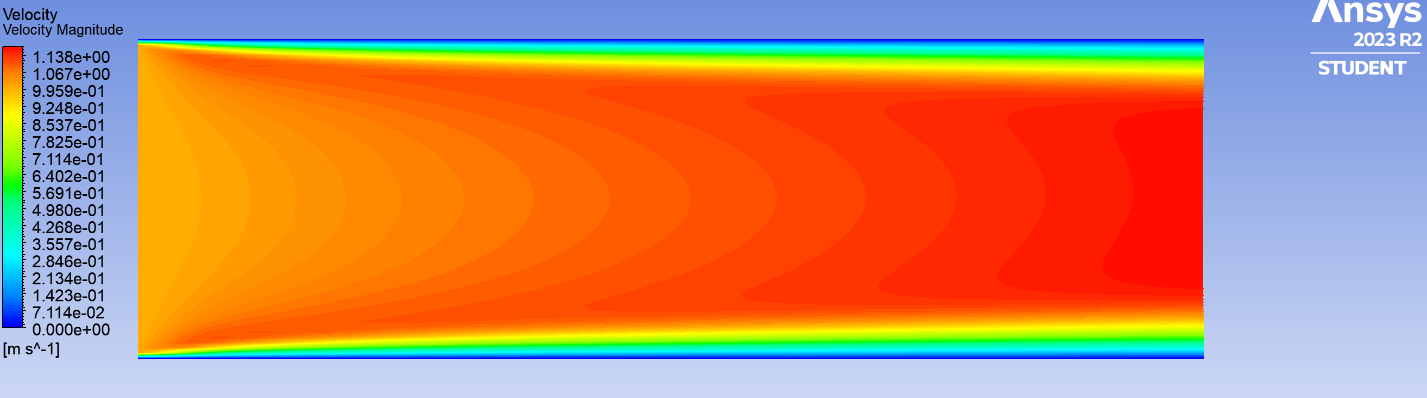 Velocity
Velocity Magnitude
1.138e+00
1.067e+00
9.959e-01
9.248e-01
8.537e-01
7.825e-01
7.114e-01
6.402e-01
5.691e-01
4.980e-01
4.268e-01
3.557e-01
2.846e-01
2.134e-01
1.423e-01
7.114e-02
0.000e+00
[m s^-1]
Ansys
2023 R2
STUDENT